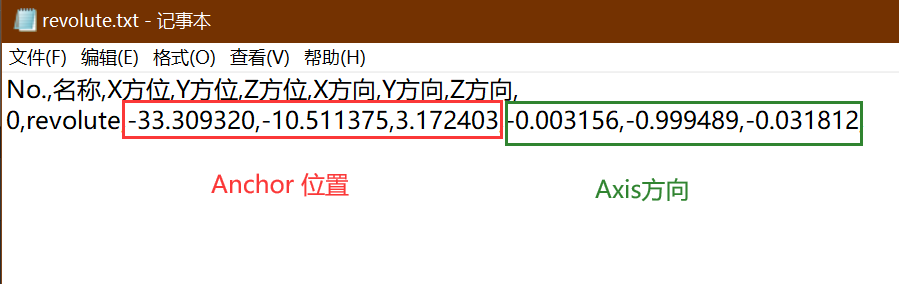 revolute.txt - 记事本
文件(F) 编辑(E) 格式(O) 查看(V) 帮助(H)
No.,名称,X方位,Y方位,Z方位,X方向,Y方向,Z方向,
0,revolute,-33.309320,-10.511375,3.172403,-0.003156,-0.999489,-0.031812
Anchor 位置
Axis方向